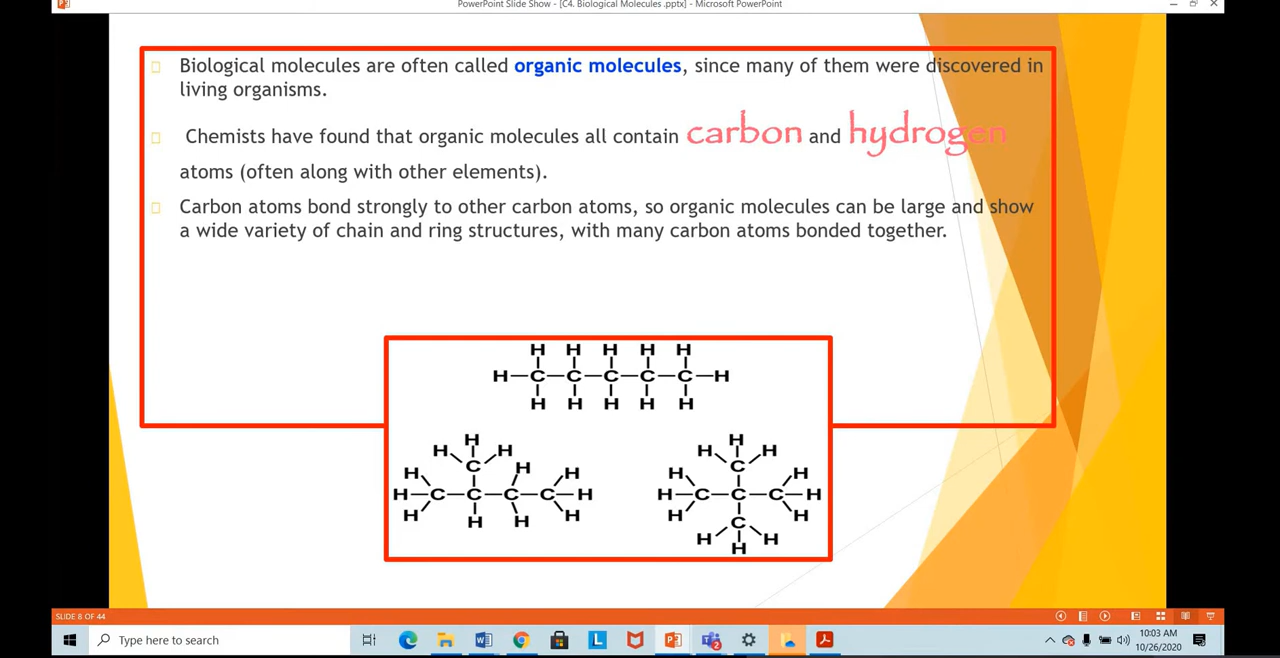 PowerPoint Slide Show - [C4. Biological Molecules .pptx] - Microsoft PowerPoint
Biological molecules are often called organic molecules, since many of them were discovered in
living organisms.
Chemists have found that organic molecules all contain carbon and hydrogen
atoms (often along with other elements).
Carbon atoms bond strongly to other carbon atoms, so organic molecules can be large and show
a wide variety of chain and ring structures, with many carbon atoms bonded together.
H H H H H
H-C-C-C-C-C-H
H H H H H
H
H H
C
H H H
H-C-C-C-C-H
H H H H
H
H H
C
H H
H-C-C-C-H
H C H
H H
H
SLIDE 8 OF 44
Type here to search
10:03 AM
10/26/2020